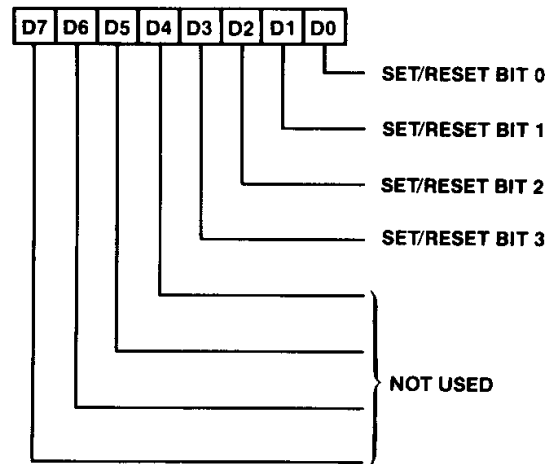 D7 D6 D5 D4 D3 D2 D1 D0
SET/RESET BIT 0
SET/RESET BIT 1
SET/RESET BIT 2
SET/RESET BIT 3
NOT USED